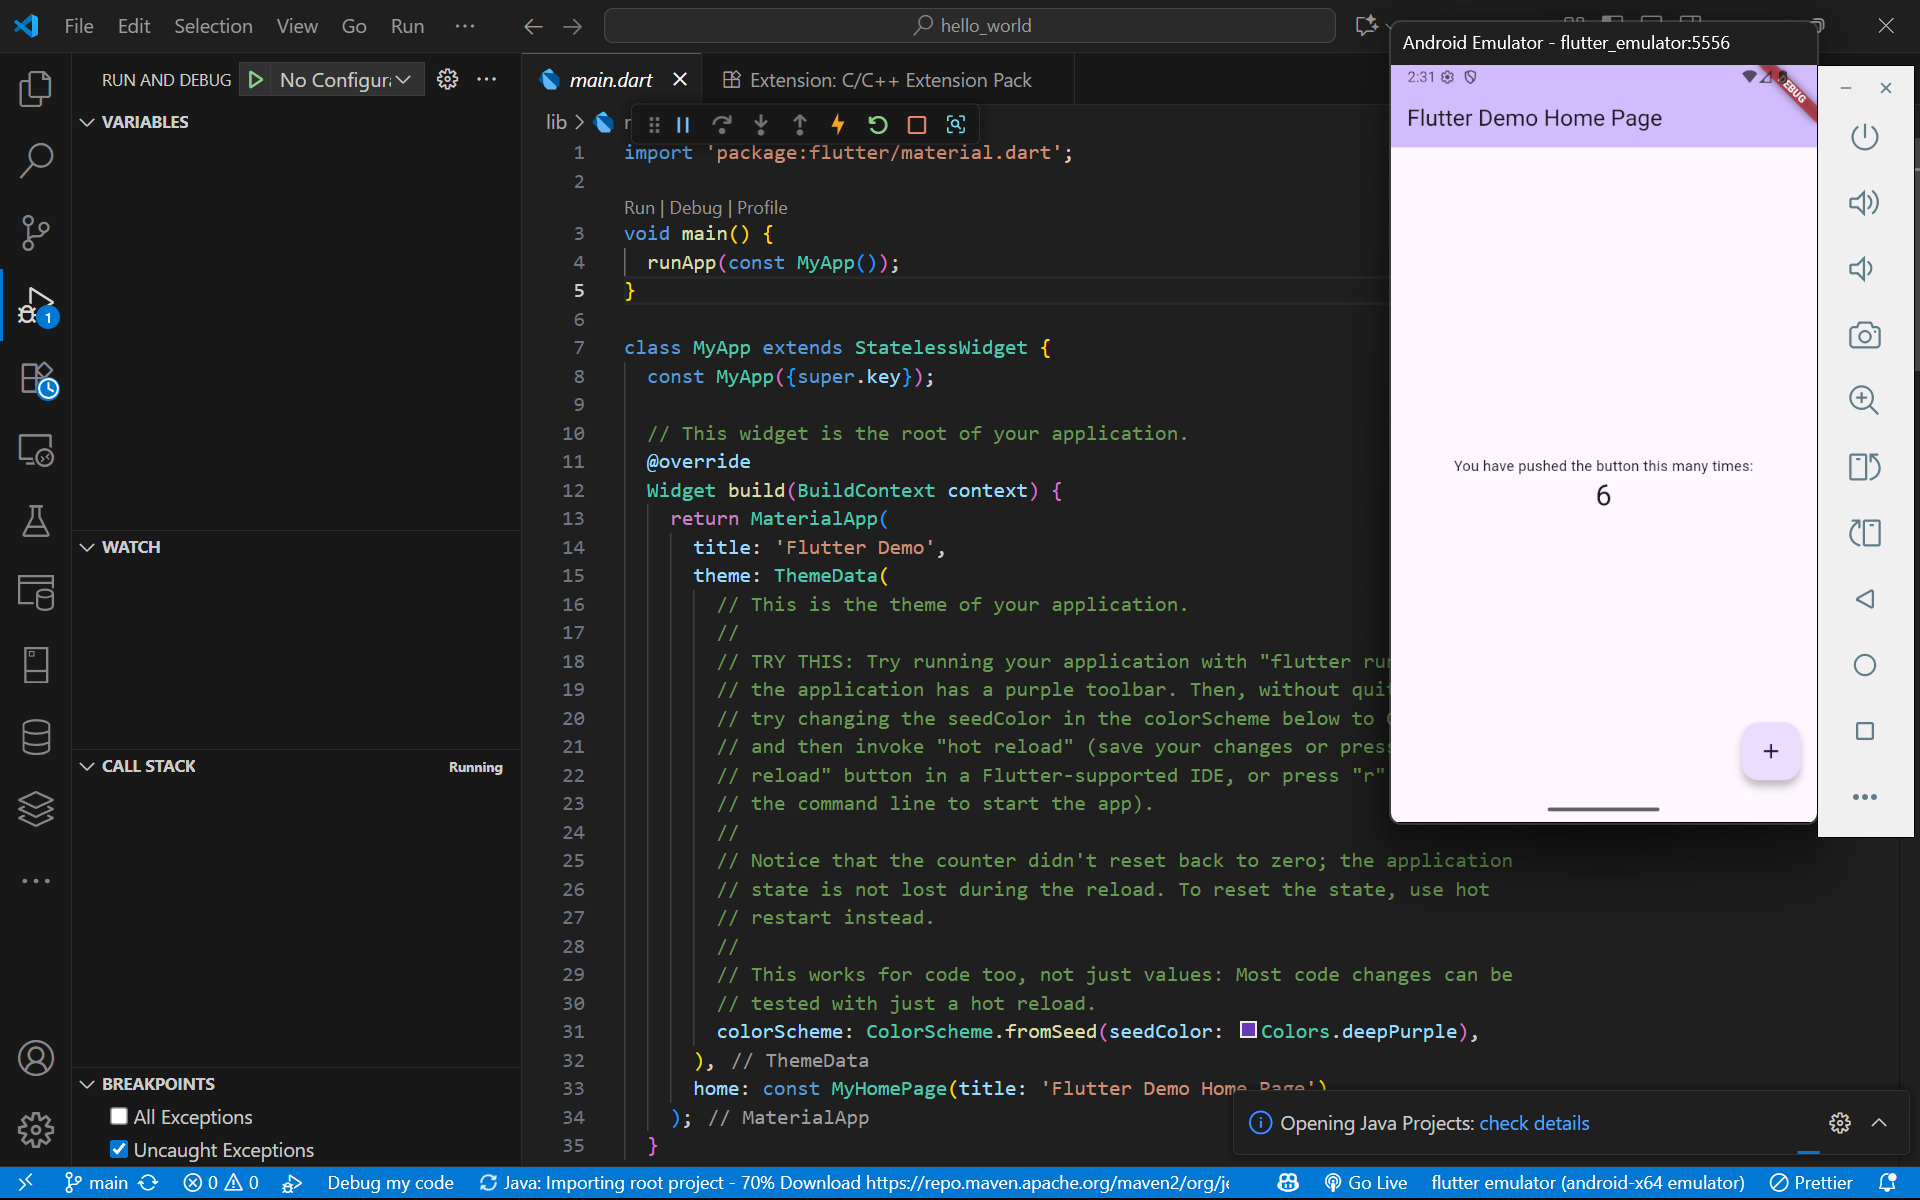 File Edit Selection View Go Run ··· hello_world
RUN AND DEBUG No Configura
VARIABLES
WATCH
CALL STACK Running
BREAKPOINTS
All Exceptions
Uncaught Exceptions
1
main.dart Extension: C/C++ Extension Pack
lib >
1 import 'package:flutter/material.dart';
2
Run | Debug | Profile
3 void main() {
4 runApp(const MyApp());
5 }
6
7 class MyApp extends StatelessWidget {
8 const MyApp({super.key});
9
10 // This widget is the root of your application.
11 @override
12 Widget build(BuildContext context) {
13 return MaterialApp(
14 title: 'Flutter Demo',
15 theme: ThemeData(
16 // This is the theme of your application.
17 //
18 // TRY THIS: Try running your application with "flutter run
19 // the application has a purple toolbar. Then, without qui
20 // try changing the seedColor in the colorScheme below to
21 // and then invoke "hot reload" (save your changes or press
22 // reload" button in a Flutter-supported IDE, or press "r"
23 // the command line to start the app).
24 //
25 // Notice that the counter didn't reset back to zero; the application
26 // state is not lost during the reload. To reset the state, use hot
27 // restart instead.
28 //
29 // This works for code too, not just values: Most code changes can be
30 // tested with just a hot reload.
31 colorScheme: ColorScheme.fromSeed(seedColor: Colors.deepPurple),
32 ), // ThemeData
33 home: const MyHomePage(title: 'Flutter Demo Home Page')
34 ); // MaterialApp
35 }
Android Emulator - flutter_emulator:5556
2:31
Flutter Demo Home Page
You have pushed the button this many times:
6
+
Opening Java Projects: check details
main 0 0 Debug my code Java: Importing root project - 70% Download https://repo.maven.apache.org/maven2/org/je Go Live flutter emulator (android-x64 emulator) Prettier